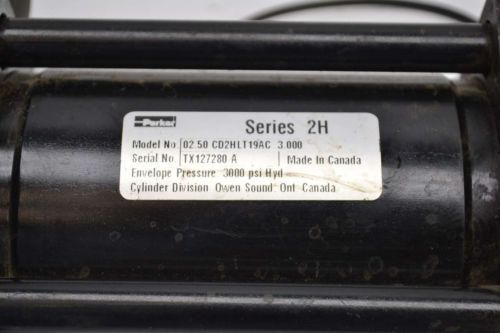 Parker
Series 2H
Model No 02.50 CD2HLT19AC 3.000
Serial No TX127280 A Made In Canada
Envelope Pressure 3000 psi Hyd
Cylinder Division Owen Sound Ont Canada